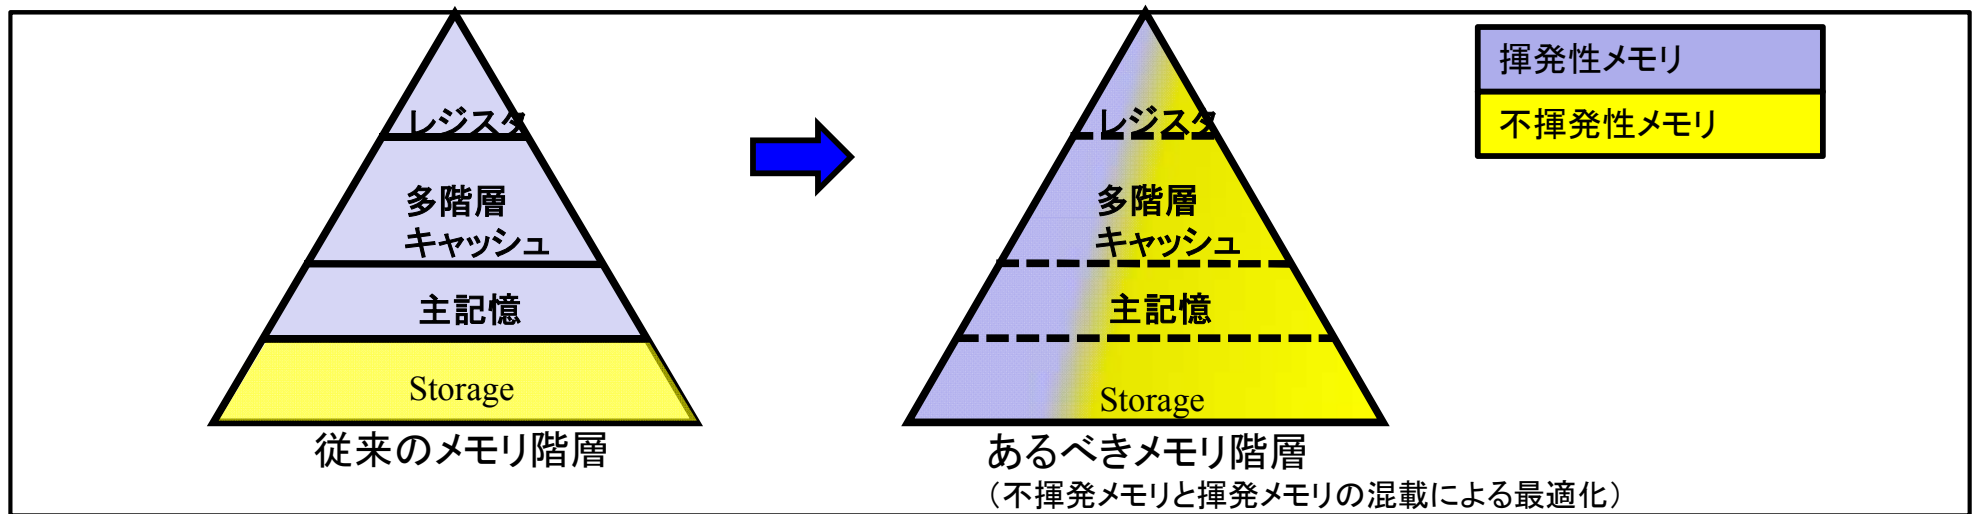 レジスタ
多階層
キャッシュ
主記憶
Storage
従来のメモリ階層
レジスタ
多階層
キャッシュ
主記憶
Storage
あるべきメモリ階層
(不揮発メモリと揮発メモリの混載による最適化)
揮発性メモリ
不揮発性メモリ